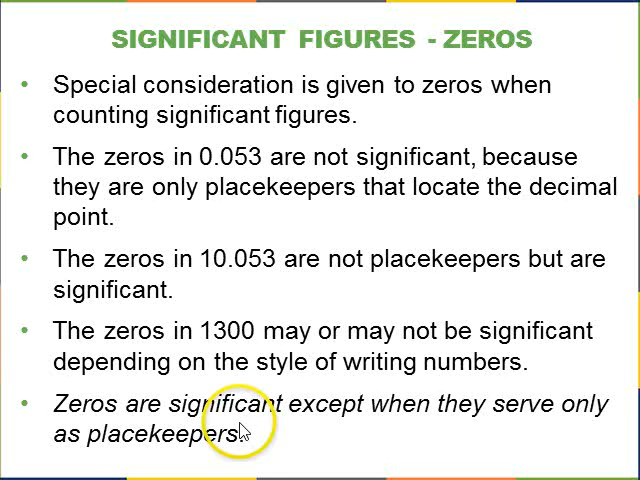 SIGNIFICANT FIGURES - ZEROS
• Special consideration is given to zeros when
counting significant figures.
• The zeros in 0.053 are not significant, because
they are only placekeepers that locate the decimal
point.
• The zeros in 10.053 are not placekeepers but are
significant.
• The zeros in 1300 may or may not be significant
depending on the style of writing numbers.
• Zeros are significant except when they serve only
as placekeepers.